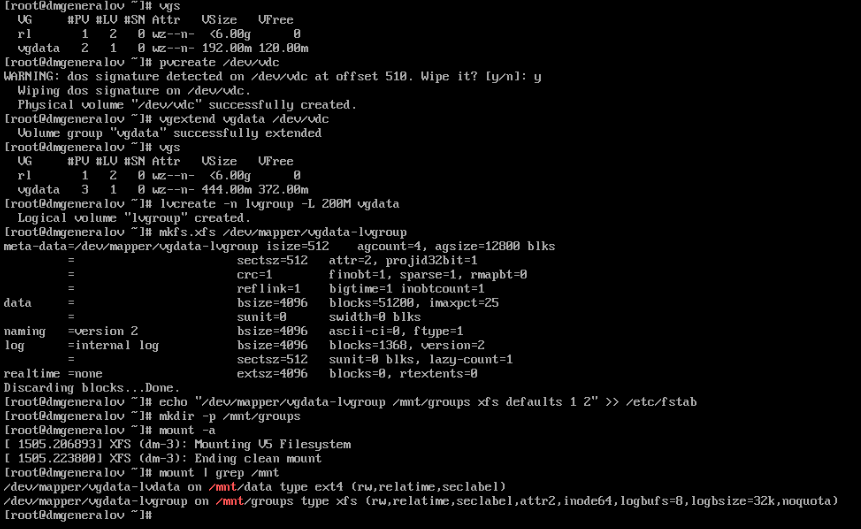 [root@dmgeneralov ~]# vgs
  VG     #PV #LV #SN Attr   VSize   VFree
  rl       1   2   0 wz--n-  <6.00g      0
  vgdata   2   1   0 wz--n- 192.00m 120.00m
[root@dmgeneralov ~]# pvcreate /dev/vdc
WARNING: dos signature detected on /dev/vdc at offset 510. Wipe it? [y/n]: y
  Wiping dos signature on /dev/vdc.
  Physical volume "/dev/vdc" successfully created.
[root@dmgeneralov ~]# vgextend vgdata /dev/vdc
  Volume group "vgdata" successfully extended
[root@dmgeneralov ~]# vgs
  VG     #PV #LV #SN Attr   VSize   VFree
  rl       1   2   0 wz--n-  <6.00g      0
  vgdata   3   1   0 wz--n- 444.00m 372.00m
[root@dmgeneralov ~]# lvcreate -n lvgroup -L 200M vgdata
  Logical volume "lvgroup" created.
[root@dmgeneralov ~]# mkfs.xfs /dev/mapper/vgdata-lvgroup
meta-data=/dev/mapper/vgdata-lvgroup isize=512    agcount=4, agsize=12800 blks
         =                       sectsz=512   attr=2, projid32bit=1
         =                       crc=1        finobt=1, sparse=1, rmapbt=0
         =                       reflink=1    bigtime=1 inobtcount=1
data     =                       bsize=4096   blocks=51200, imaxpct=25
         =                       sunit=0      swidth=0 blks
naming   =version 2              bsize=4096   ascii-ci=0, ftype=1
log      =internal log           bsize=4096   blocks=1368, version=2
         =                       sectsz=512   sunit=0 blks, lazy-count=1
realtime =none                   extsz=4096   blocks=0, rtextents=0
Discarding blocks...Done.
[root@dmgeneralov ~]# echo "/dev/mapper/vgdata-lvgroup /mnt/groups xfs defaults 1 2" >> /etc/fstab
[root@dmgeneralov ~]# mkdir -p /mnt/groups
[root@dmgeneralov ~]# mount -a
[ 1505.206893] XFS (dm-3): Mounting V5 Filesystem
[ 1505.223800] XFS (dm-3): Ending clean mount
[root@dmgeneralov ~]# mount | grep /mnt
/dev/mapper/vgdata-lvdata on /mnt/data type ext4 (rw,relatime,seclabel)
/dev/mapper/vgdata-lvgroup on /mnt/groups type xfs (rw,relatime,seclabel,attr2,inode64,logbufs=8,logbsize=32k,noquota)
[root@dmgeneralov ~]#